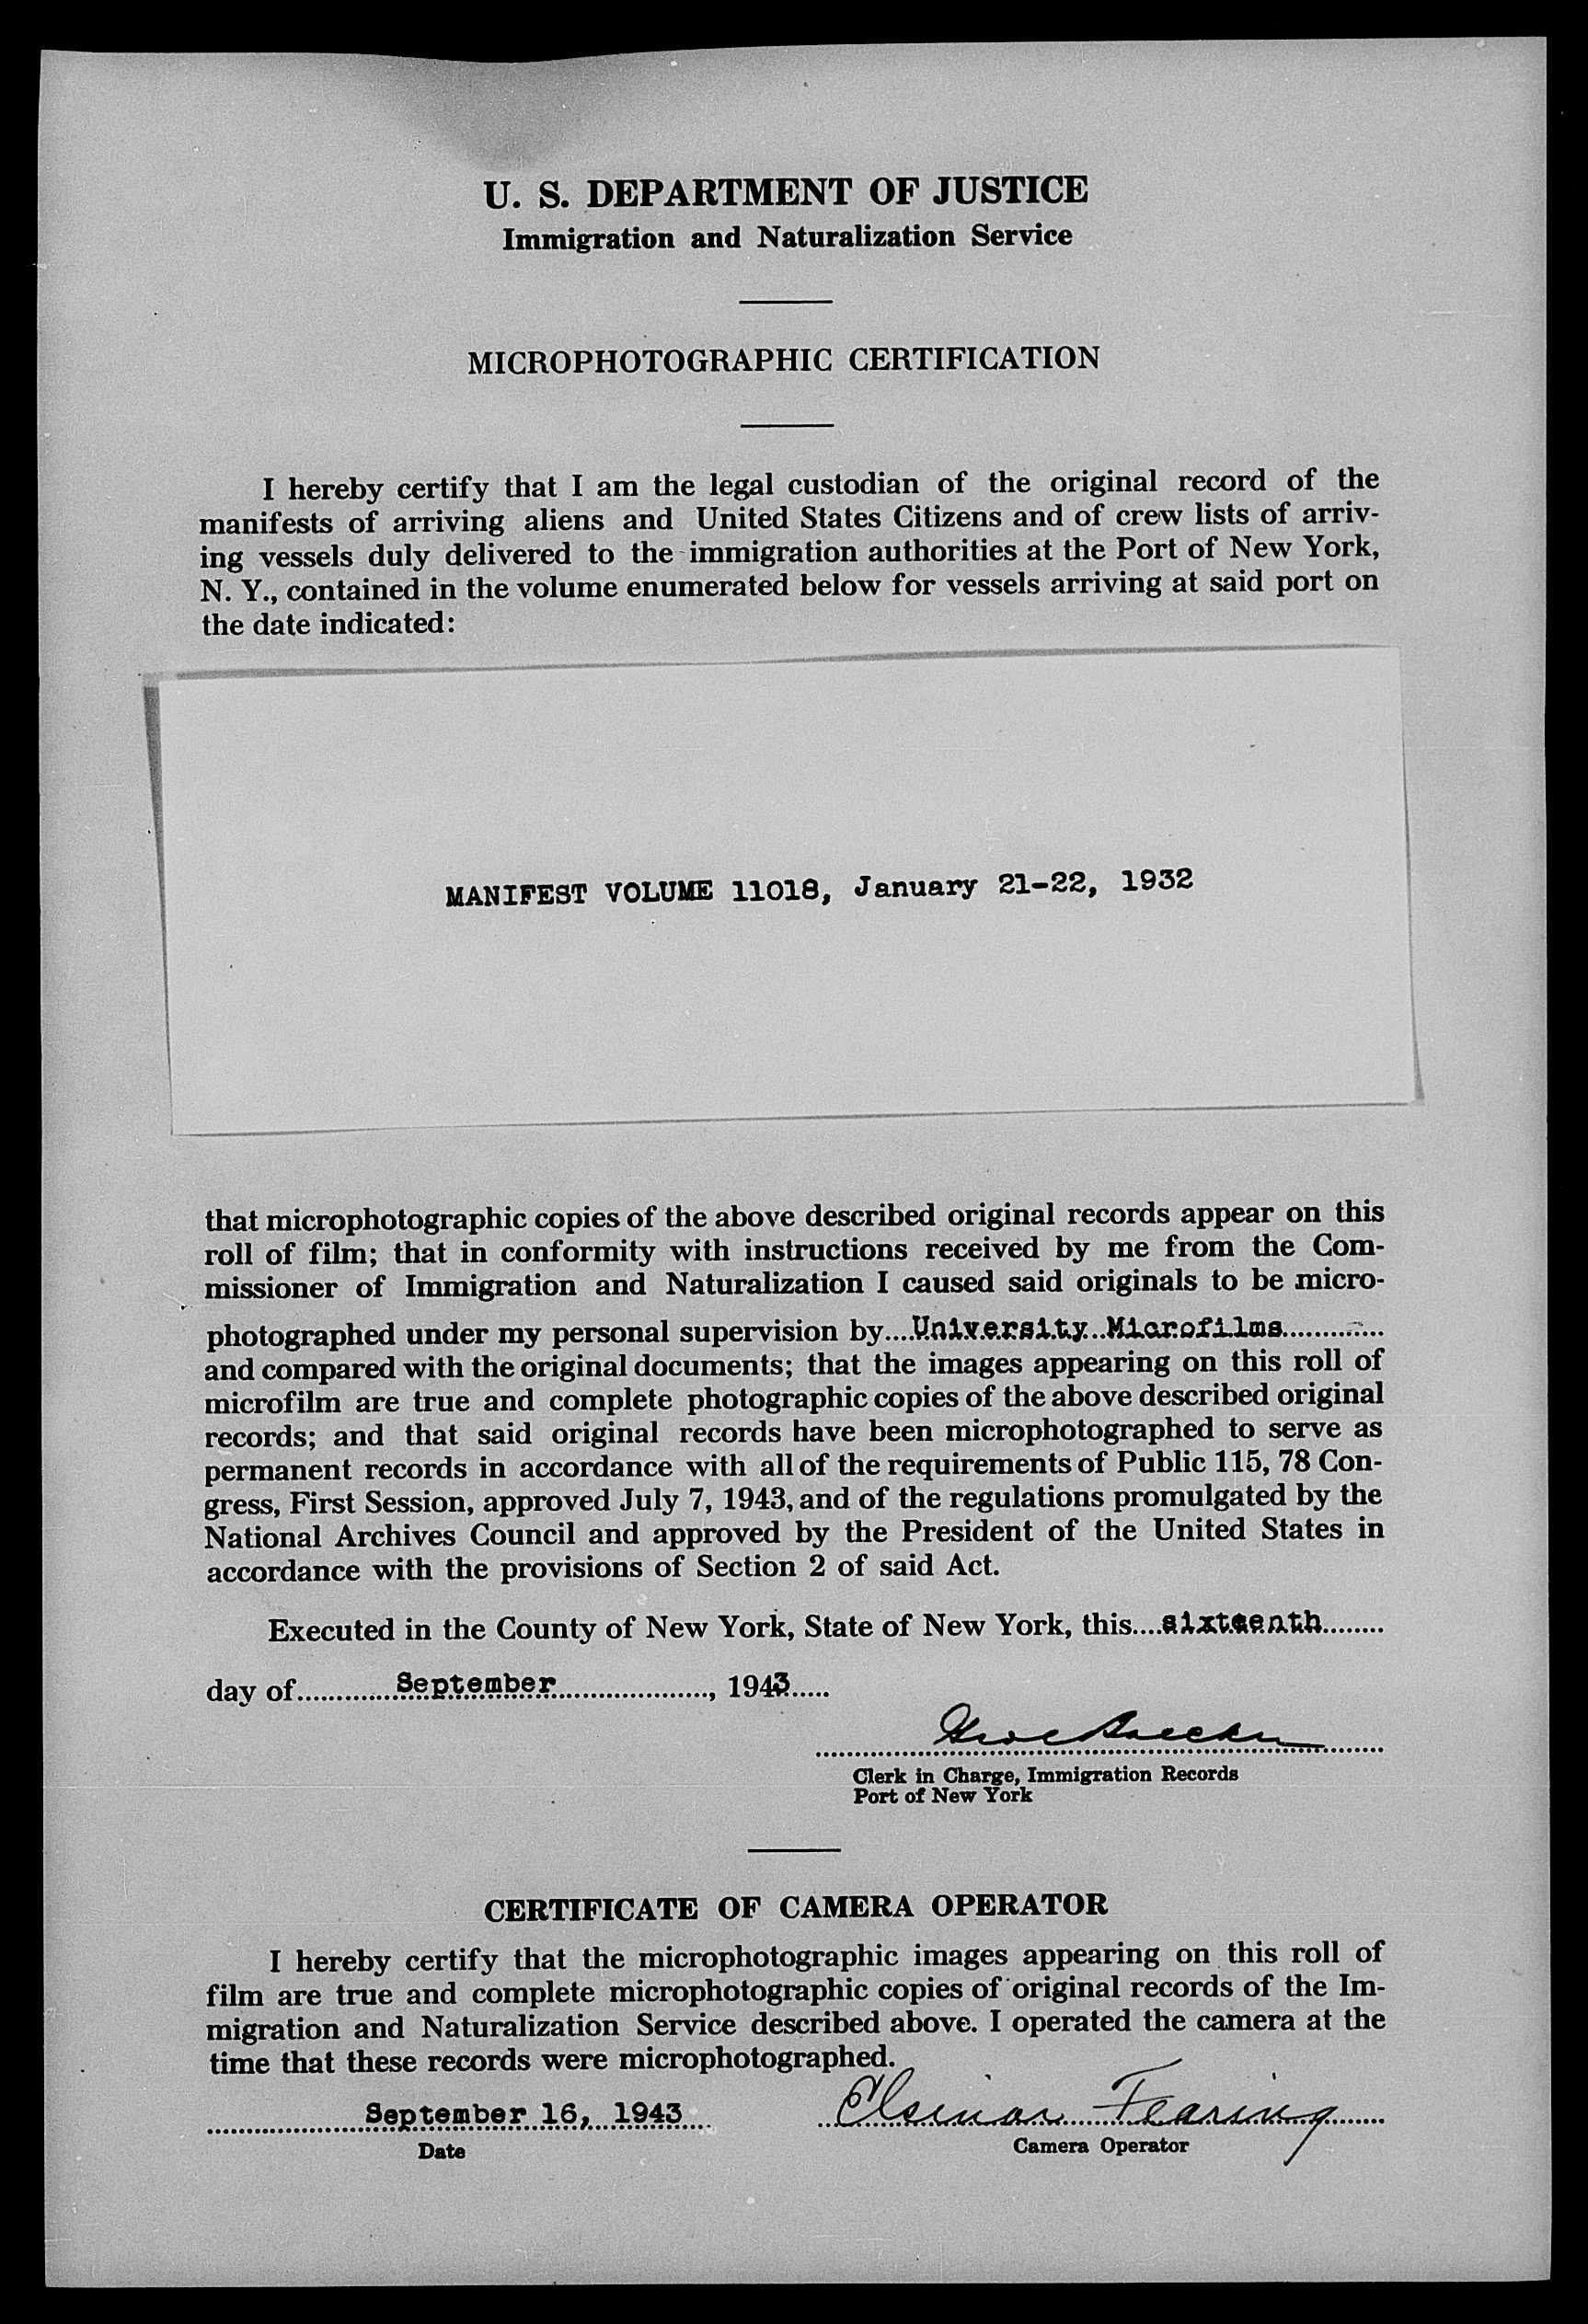 U. S. DEPARTMENT OF JUSTICE
Immigration and Naturalization Service
MICROPHOTOGRAPHIC CERTIFICATION
I hereby certify that I am the legal custodian of the original record of the
manifests of arriving aliens and United States Citizens and of crew lists of arriv-
ing vessels duly delivered to the immigration authorities at the Port of New York,
N. Y., contained in the volume enumerated below for vessels arriving at said port on
the date indicated:
MANIFEST VOLUME 11018, January 21-22, 1932
that microphotographic copies of the above described original records appear on this
roll of film; that in conformity with instructions received by me from the Com-
missioner of Immigration and Naturalization I caused said originals to be micro-
photographed under my personal supervision by....University Microfilms............
and compared with the original documents; that the images appearing on this roll of
microfilm are true and complete photographic copies of the above described original
records; and that said original records have been microphotographed to serve as
permanent records in accordance with all of the requirements of Public 115, 78 Con-
gress, First Session, approved July 7, 1943, and of the regulations promulgated by the
National Archives Council and approved by the President of the United States in
accordance with the provisions of Section 2 of said Act.
Executed in the County of New York, State of New York, this....sixteenth........
day of.............September...................., 1943.....
Clerk in Charge, Immigration Records
Port of New York
CERTIFICATE OF CAMERA OPERATOR
I hereby certify that the microphotographic images appearing on this roll of
film are true and complete microphotographic copies of original records of the Im-
migration and Naturalization Service described above. I operated the camera at the
time that these records were microphotographed.
September 16, 1943 Elsinor Fearing
Date Camera Operator